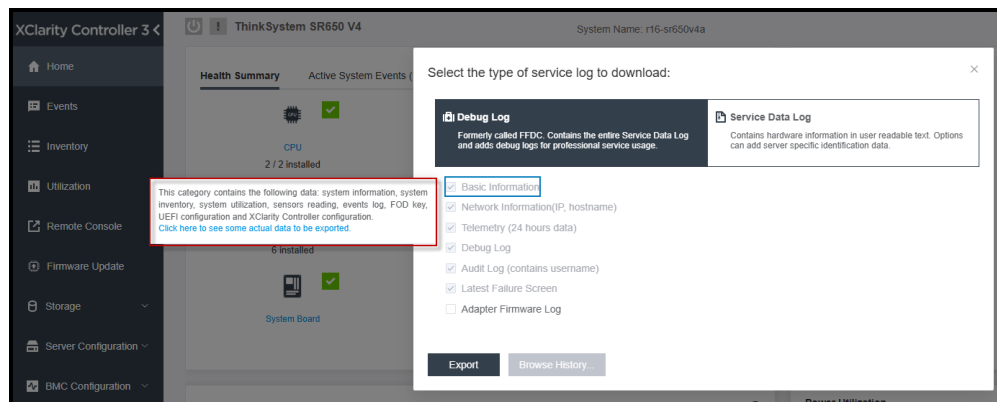 XClarity Controller 3
ThinkSystem SR650 V4
System Name: r16-sr650v4a
Home
Events
Inventory
Utilization
Remote Console
Firmware Update
Storage
Server Configuration
BMC Configuration
Health Summary
Active System Events (
CPU
CPU
2 / 2 installed
6 installed
System Board
This category contains the following data: system information, system
inventory, system utilization, sensors reading, events log, FOD key,
UEFI configuration and XClarity Controller configuration.
Click here to see some actual data to be exported.
Select the type of service log to download:
Debug Log
Formerly called FFDC. Contains the entire Service Data Log
and adds debug logs for professional service usage.
Service Data Log
Contains hardware information in user readable text. Options
can add server specific identification data.
Basic Information
Network Information(IP, hostname)
Telemetry (24 hours data)
Debug Log
Audit Log (contains username)
Latest Failure Screen
Adapter Firmware Log
Export
Browse History...
Power Utilization